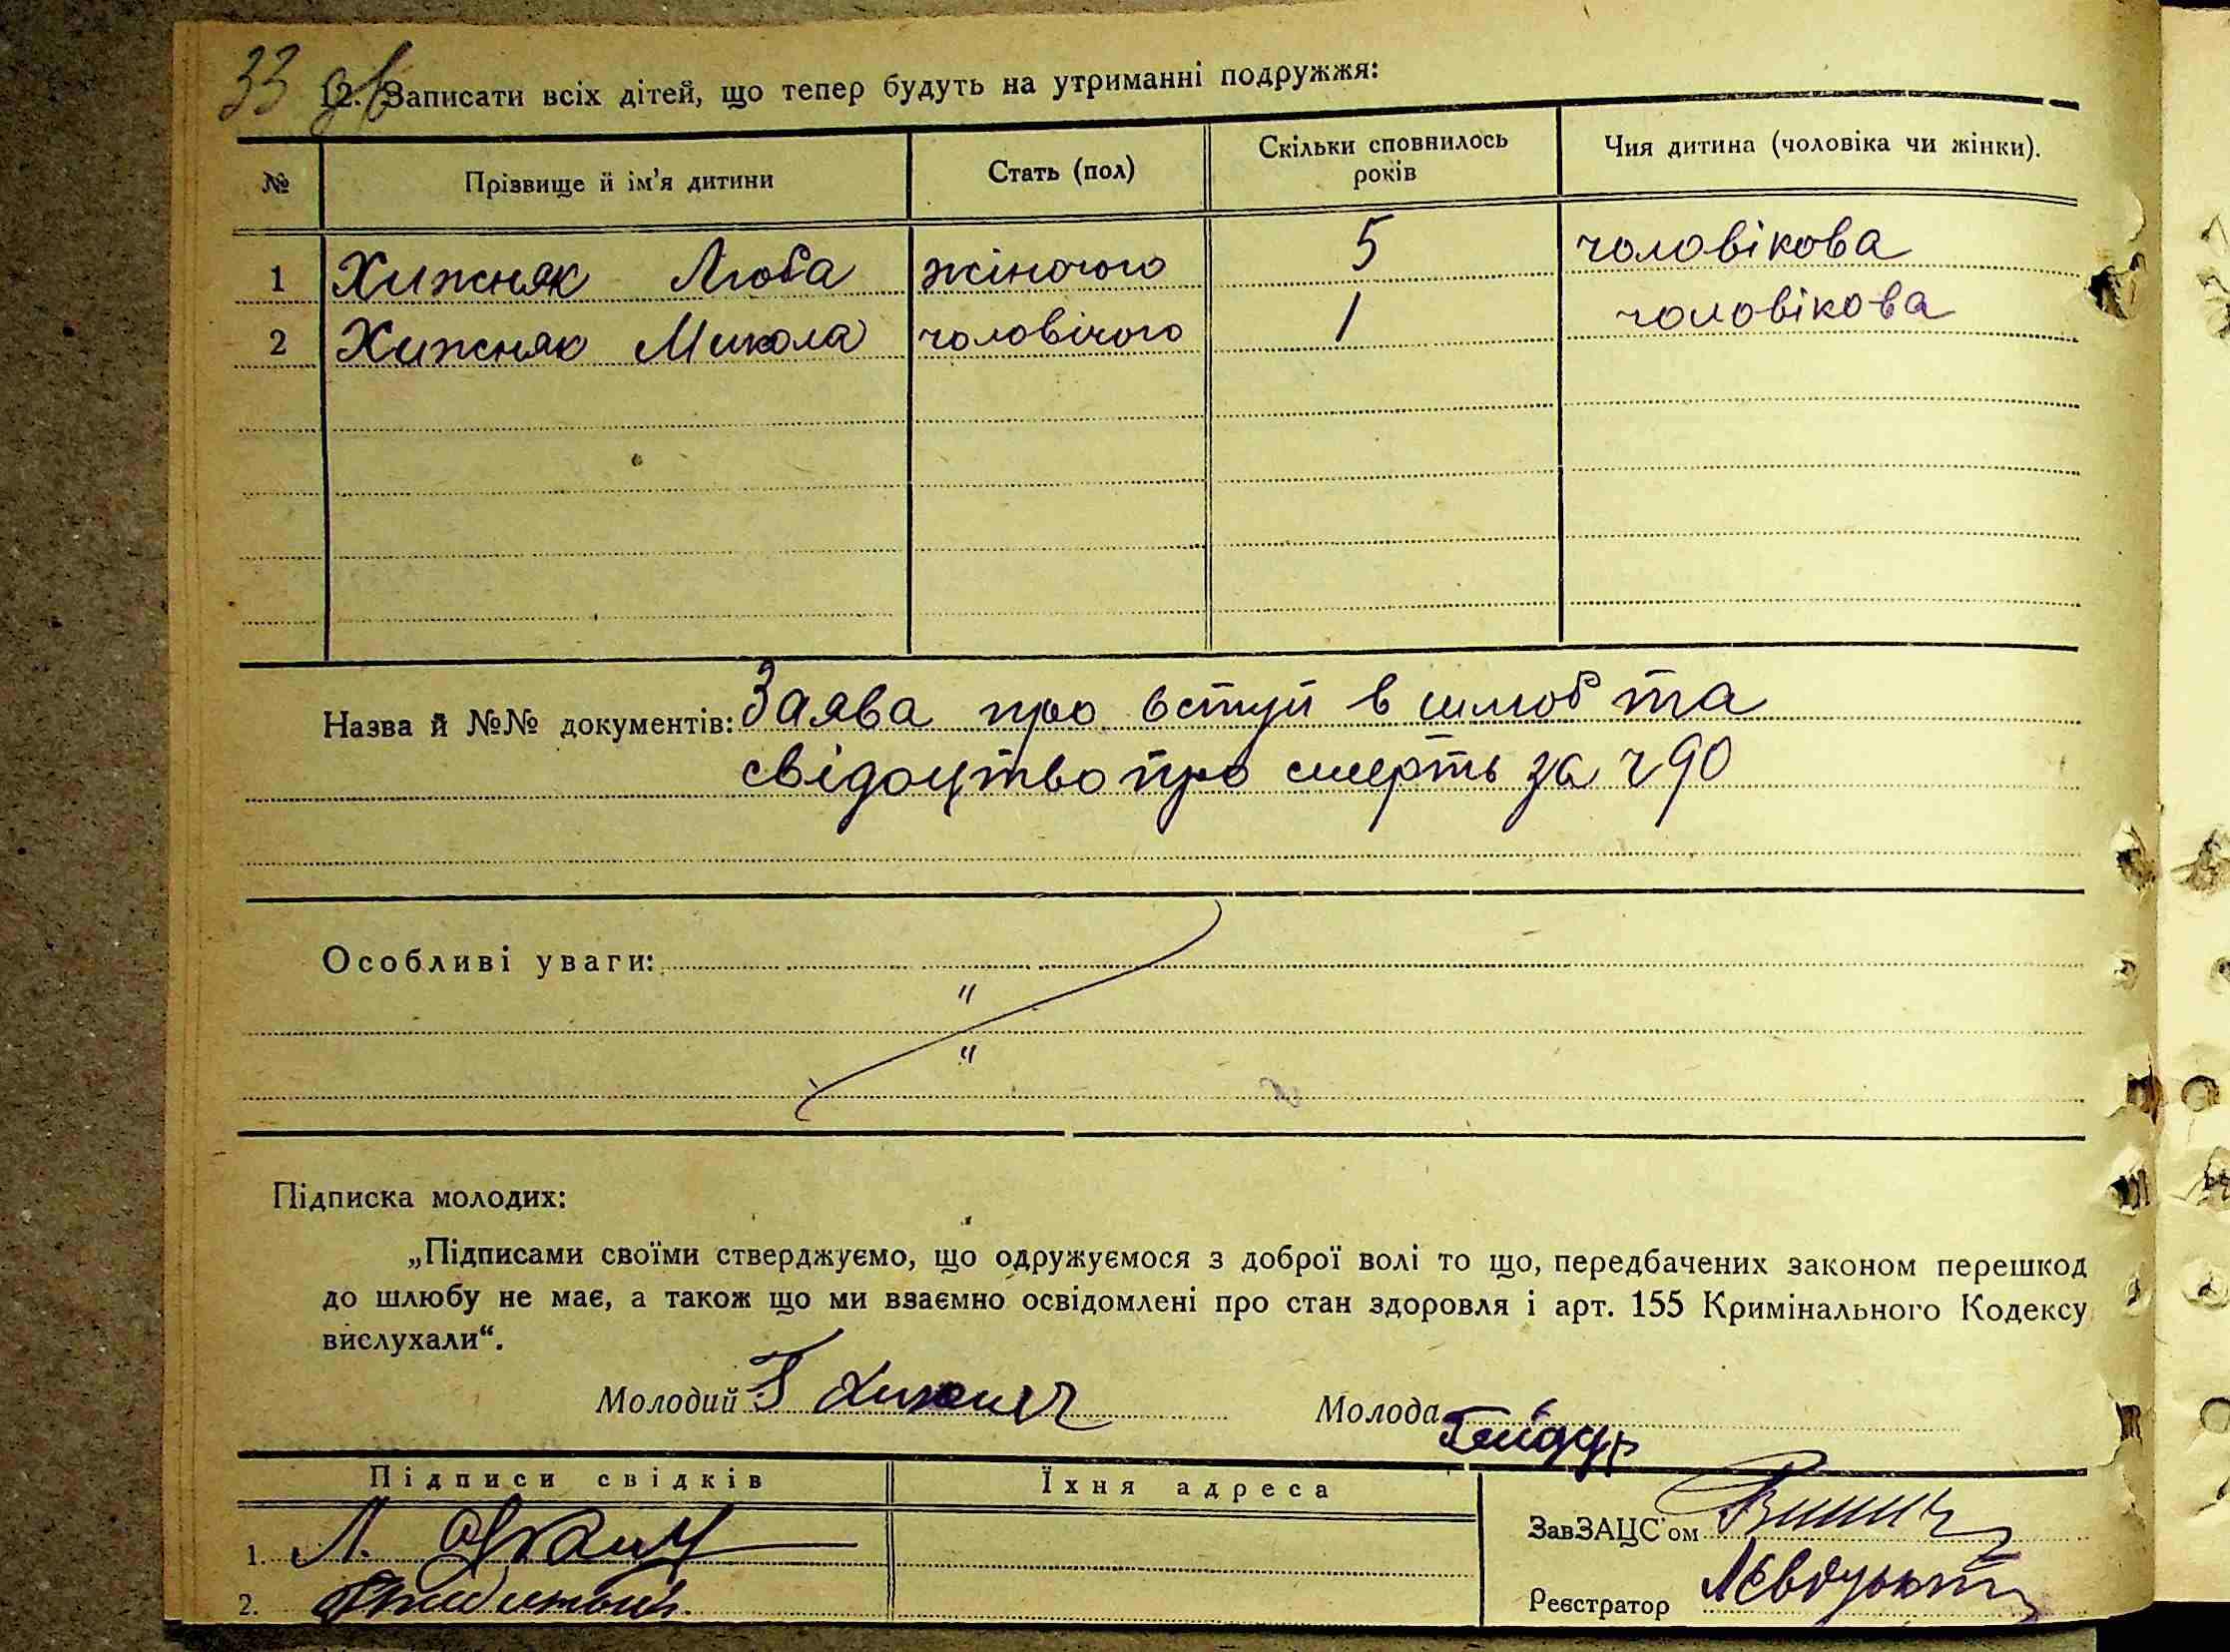 33 зв
12. Записати всіх дітей, що тепер будуть на утриманні подружжя:
№ Прізвище й ім'я дитини Стать (пол) Скільки сповнилось років Чия дитина (чоловіка чи жінки).
1 Хижняк Люба жіночого 5 чоловікова
2 Хижняк Микола чоловічого 1 чоловікова
Назва й №№ документів: Заява про вступ в шлюб та
свідоцтво про смерть за ч 90
Особливі уваги:
"
"
Підписка молодих:
„Підписами своїми стверджуємо, що одружуємося з доброї волі то що, передбачених законом перешкод
до шлюбу не має, а також що ми взаємно освідомлені про стан здоровля і арт. 155 Кримінального Кодексу
вислухали“.
Молодий Молода
Підписи свідків Їхня адреса
ЗавЗАЦС'ом
1. Л.
Реєстратор
2.